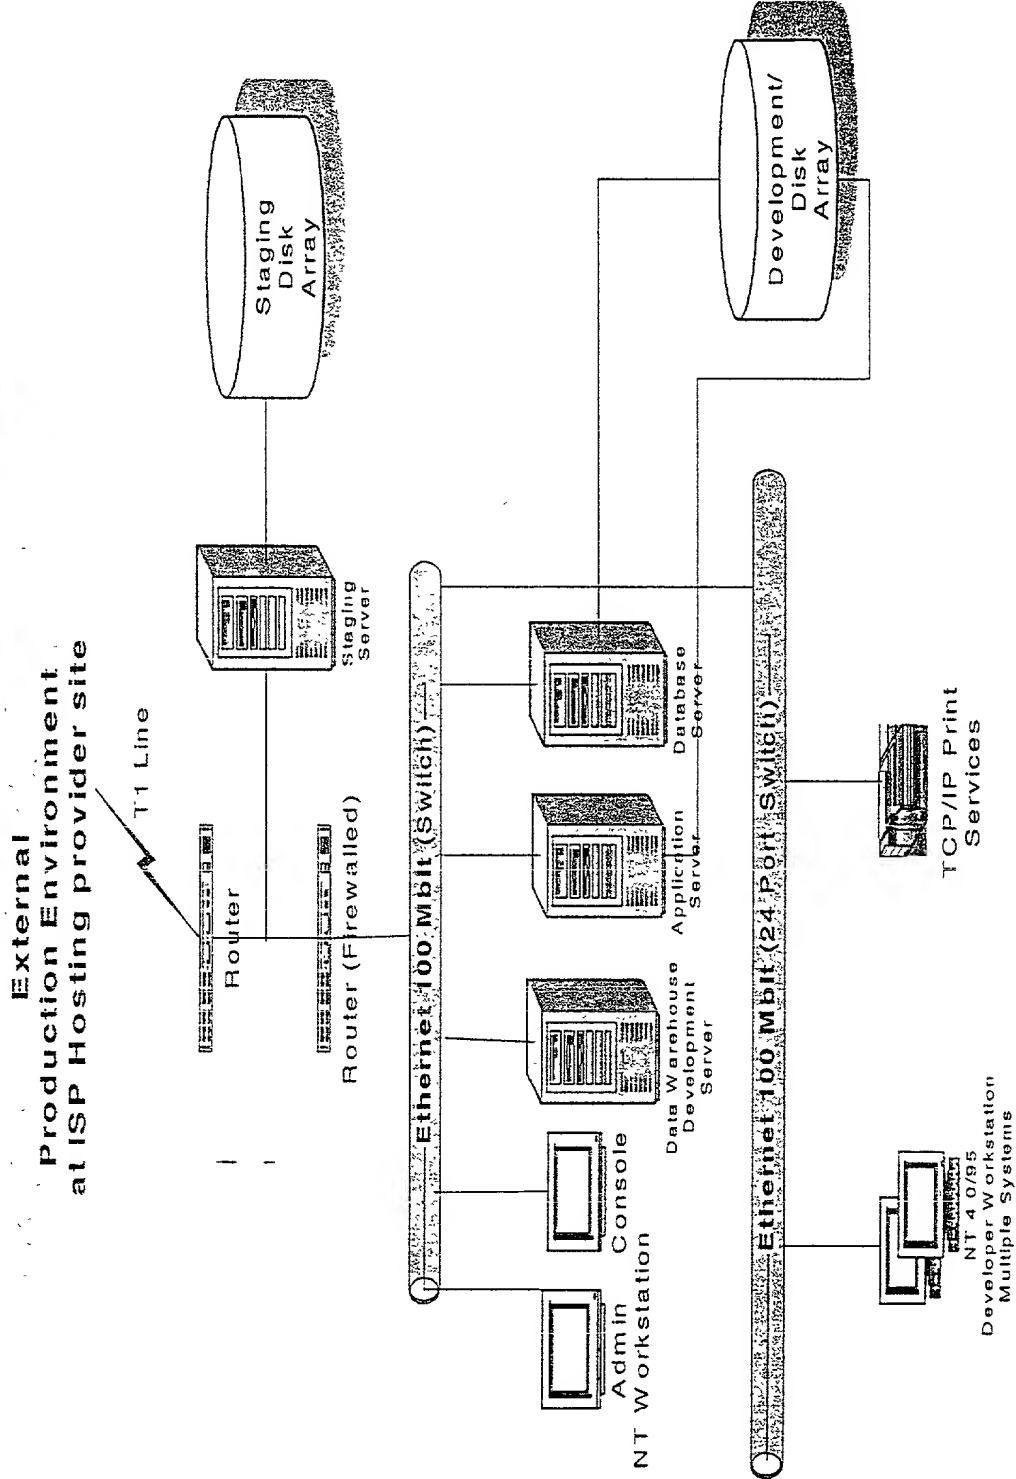 External
Production Environment
at ISP Hosting provider site
T1 Line
Router
Router (Firewalled)
Staging
Server
Staging
Disk
Array
Ethernet 100 Mbit (Switch)
Admin
NT Workstation
Console
Data Warehouse
Development
Server
Application
Server
Database
Server
Development/
Disk
Array
Ethernet 100 Mbit (24 Port Switch)
NT 4 0/95
Developer Workstation
Multiple Systems
TCP/IP Print
Services